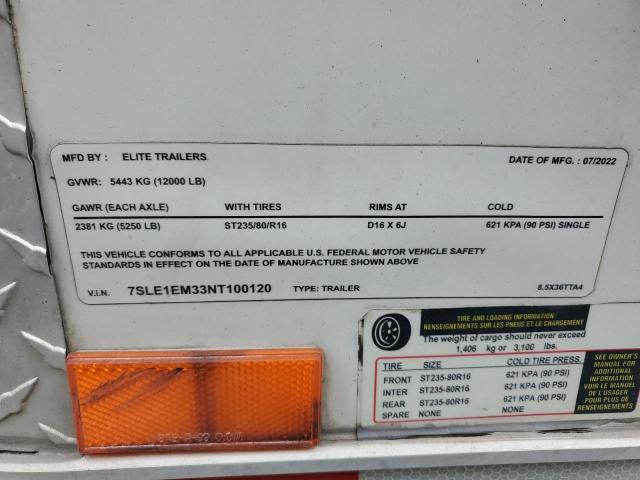 MFD BY : ELITE TRAILERS DATE OF MFG. : 07/2022
GVWR: 5443 KG (12000 LB)
GAWR (EACH AXLE) WITH TIRES RIMS AT COLD
2381 KG (5250 LB) ST235/80/R16 D16 X 6J 621 KPA (90 PSI) SINGLE
THIS VEHICLE CONFORMS TO ALL APPLICABLE U.S. FEDERAL MOTOR VEHICLE SAFETY
STANDARDS IN EFFECT ON THE DATE OF MANUFACTURE SHOWN ABOVE
V.I.N. 7SLE1EM33NT100120 TYPE: TRAILER 8.5X36TTA4
TIRE AND LOADING INFORMATION
RENSEIGNEMENTS SUR LES PNEUS ET LE CHARGEMENT
The weight of cargo should never exceed
1,406 kg or 3,100 lbs.
TIRE SIZE COLD TIRE PRESS.
FRONT ST235-80R16 621 KPA (90 PSI)
INTER ST235-80R16 621 KPA (90 PSI)
REAR ST235-80R16 621 KPA (90 PSI)
SPARE NONE NONE
SEE OWNER'S
MANUAL FOR
ADDITIONAL
INFORMATION
VOIR LE MANUEL
DE L'USAGER
POUR PLUS DE
RENSEIGNEMENTS